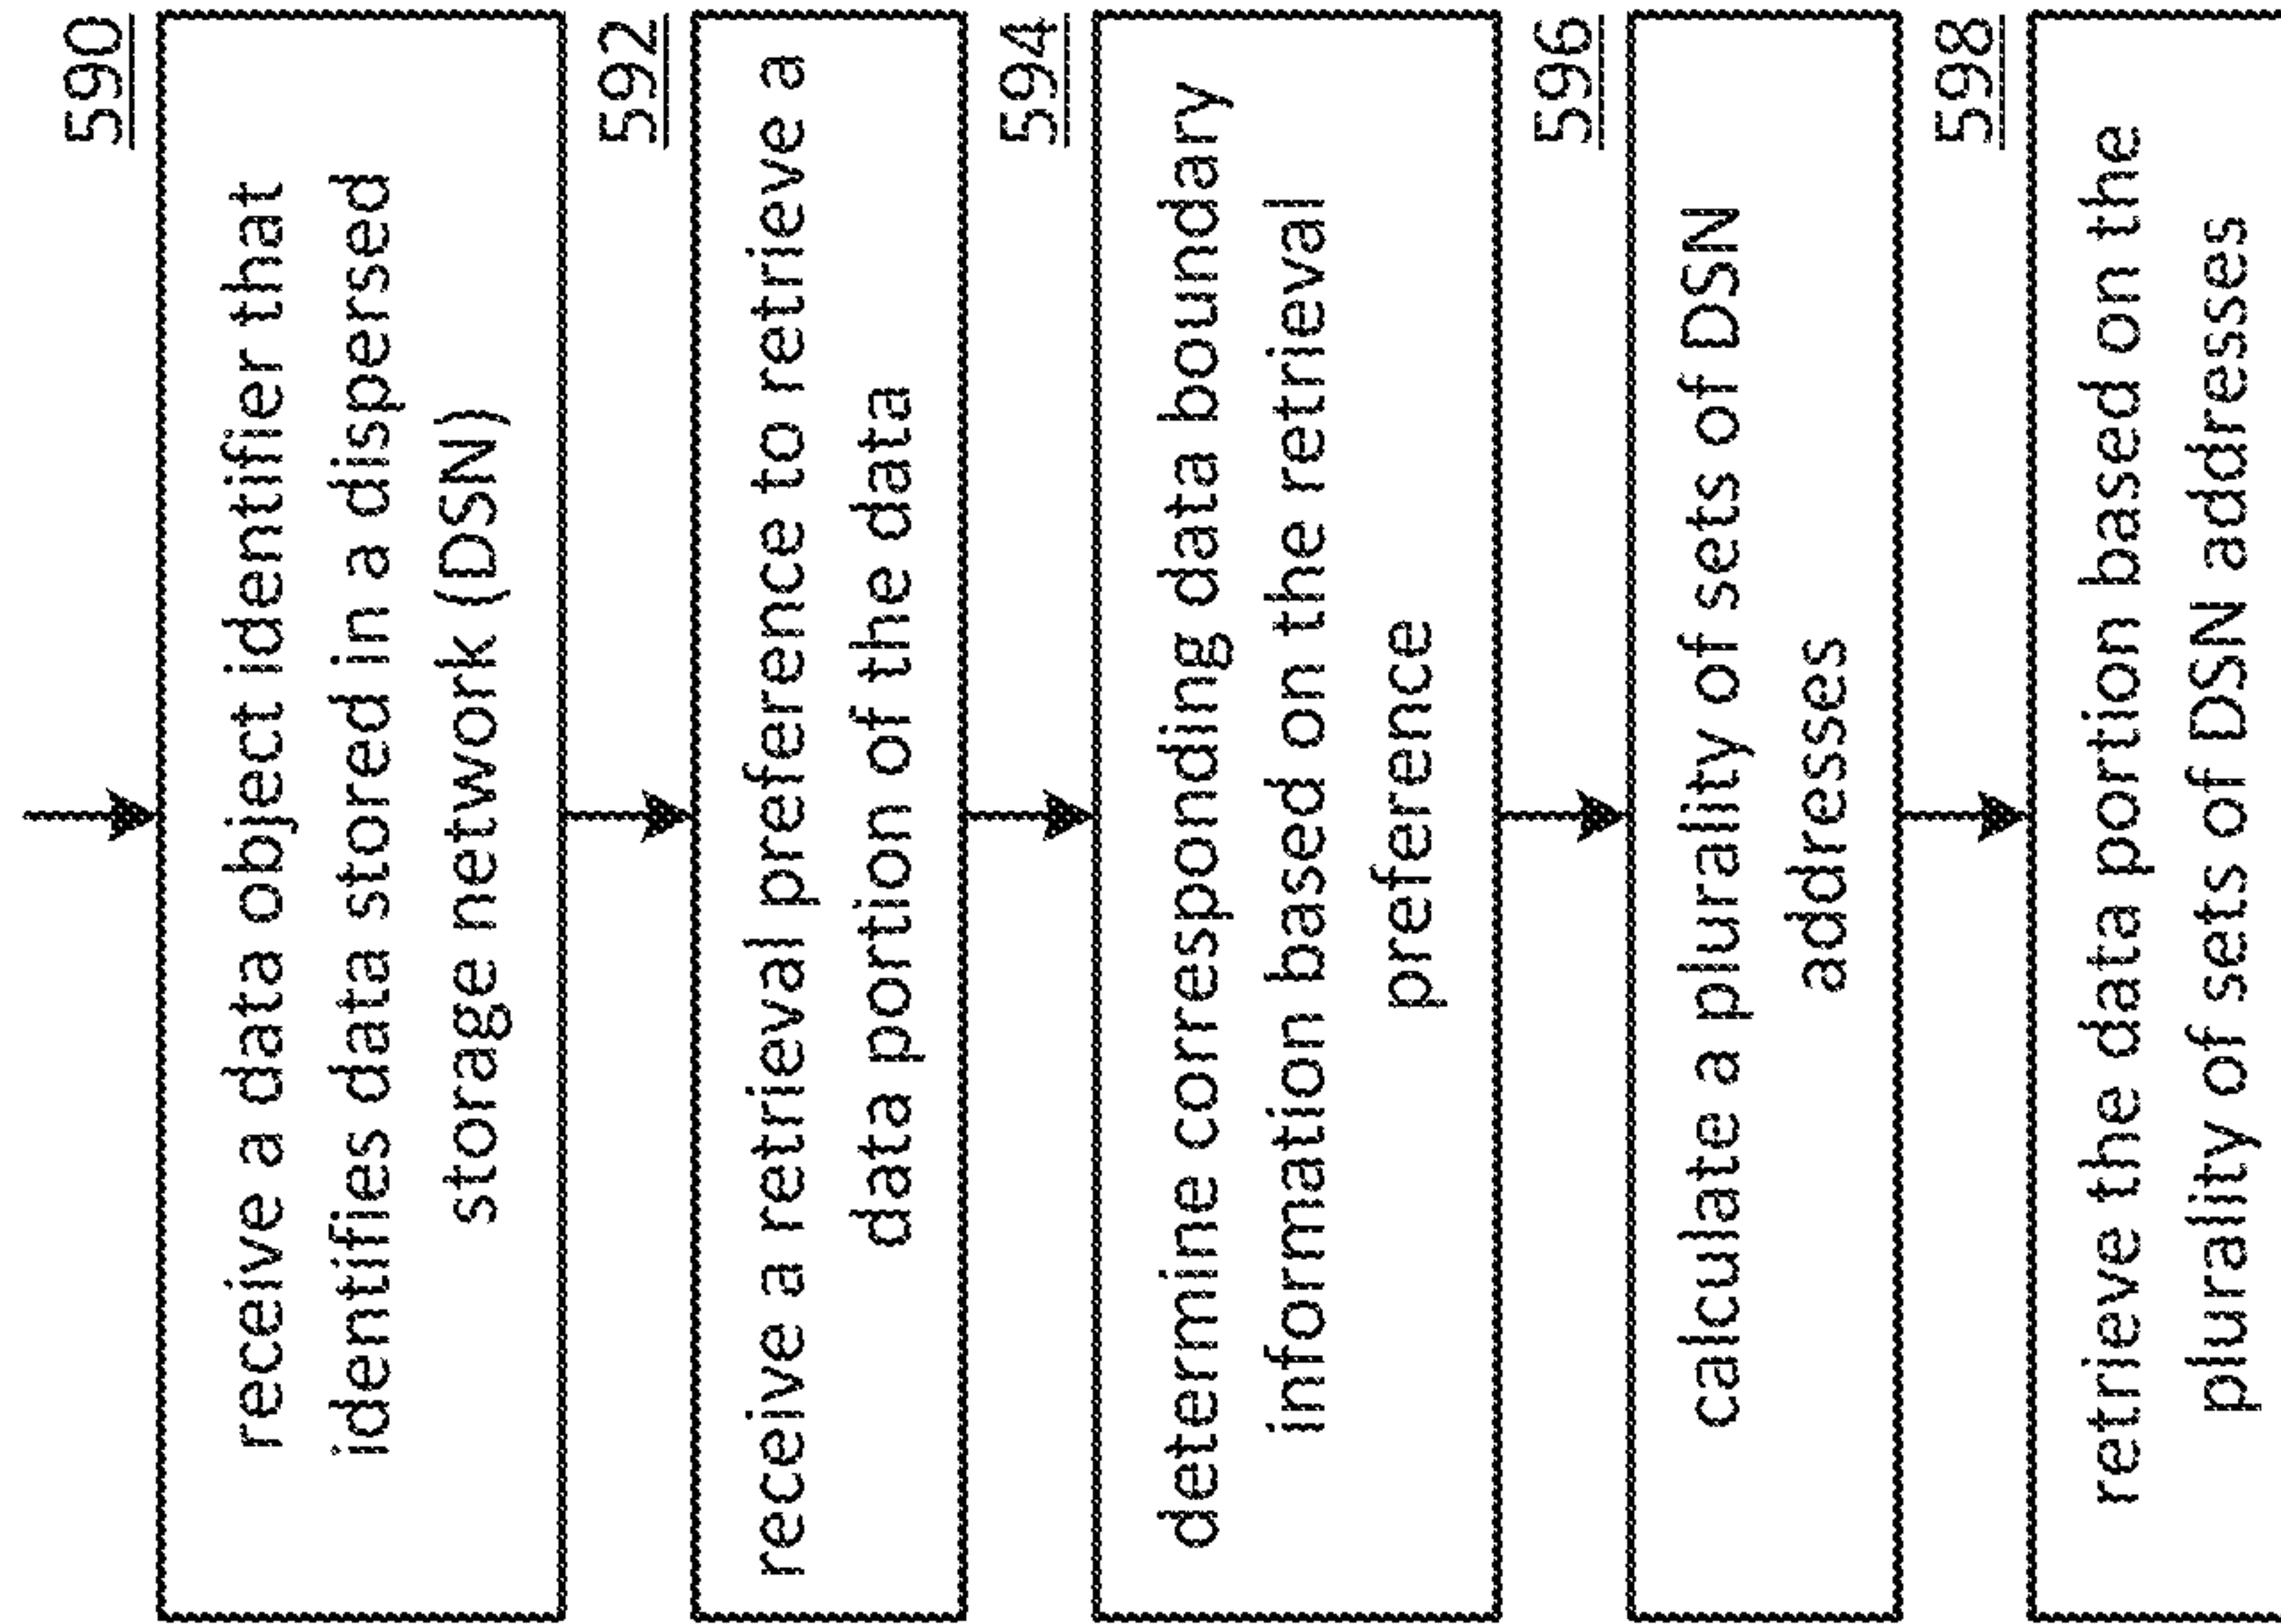 590
receive a data object identifier that
identifies data stored in a dispersed
storage network (DSN)
592
receive a retrieval preference to retrieve a
data portion of the data
594
determine corresponding data boundary
information based on the retrieval
preference
596
calculate a plurality of sets of DSN
addresses
598
retrieve the data portion based on the
plurality of sets of DSN addresses